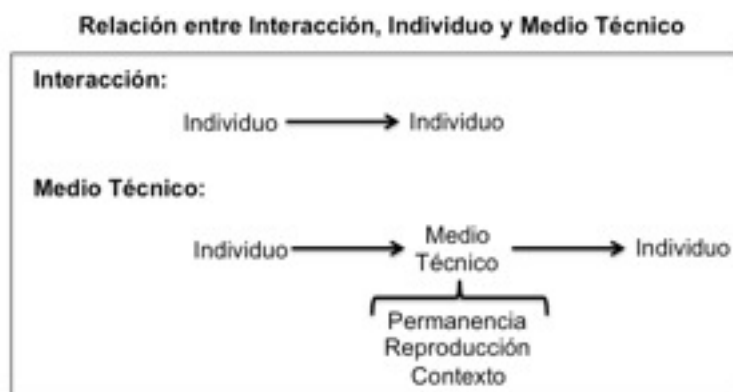 Relación entre Interacción, Individuo y Medio Técnico
Interacción:
Individuo Individuo
Medio Técnico:
Individuo Medio Técnico Individuo
Permanencia
Reproducción
Contexto